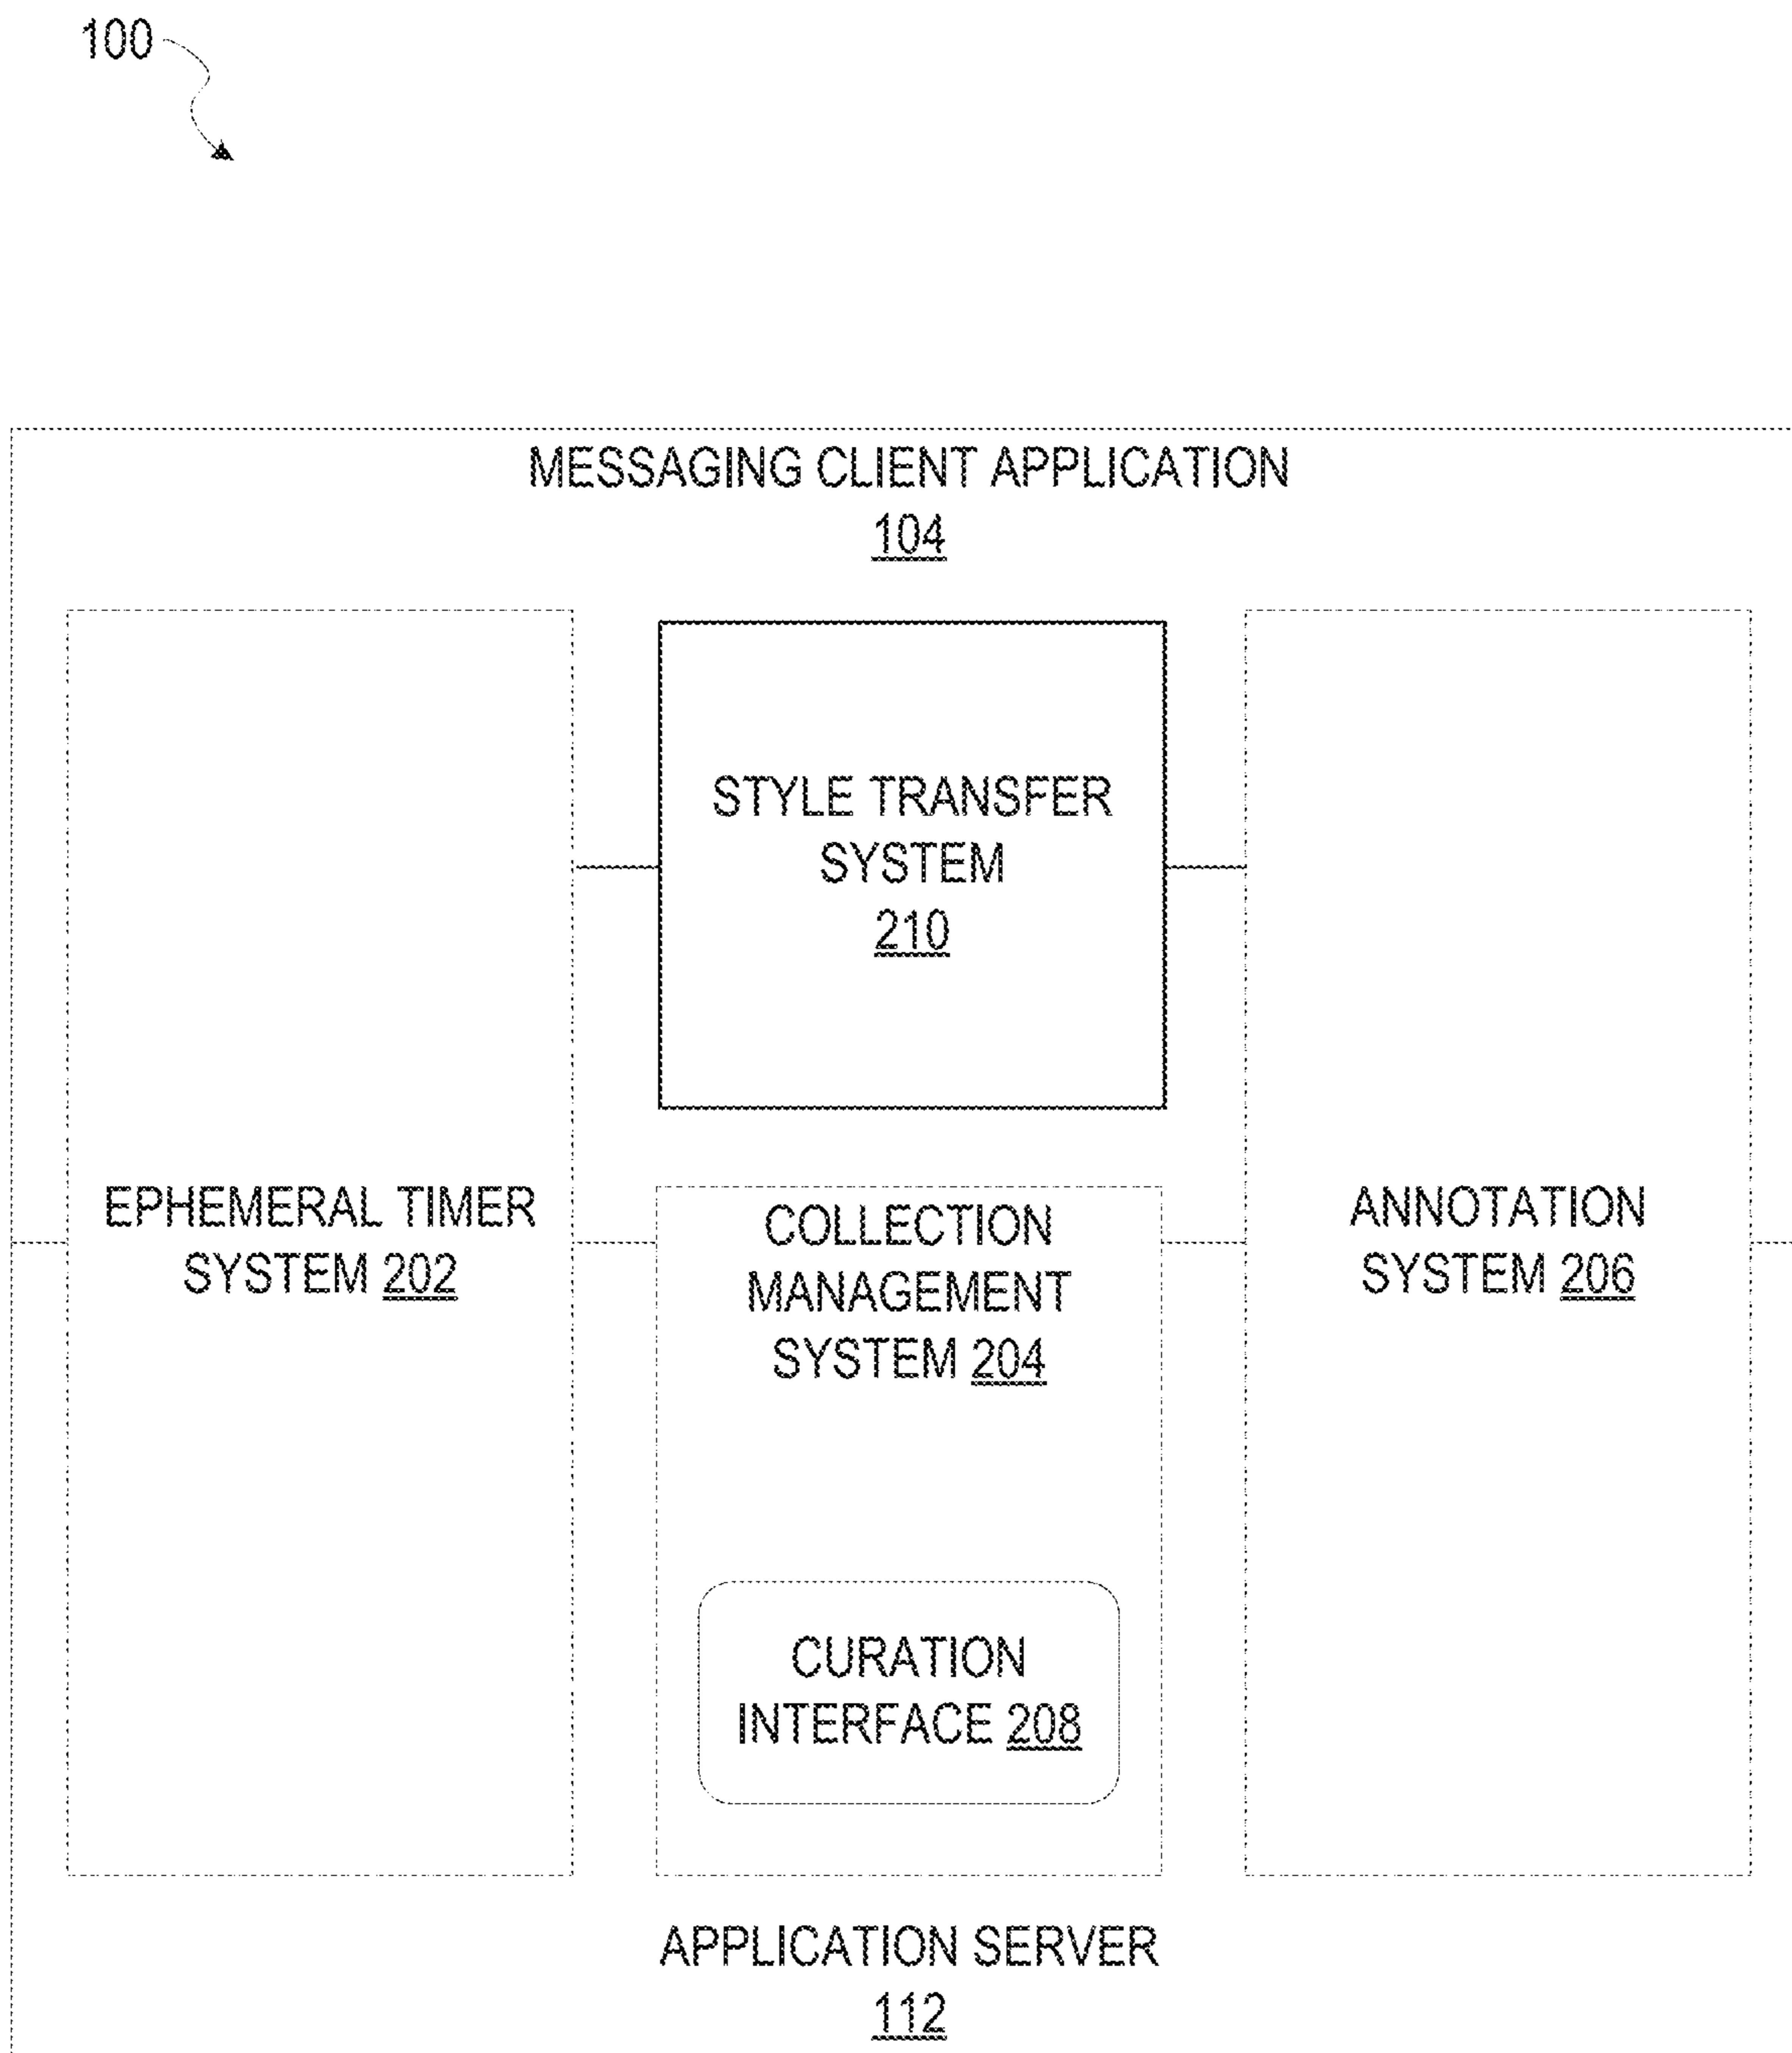 100
MESSAGING CLIENT APPLICATION
104
STYLE TRANSFER
SYSTEM
210
EPHEMERAL TIMER
SYSTEM 202
COLLECTION
MANAGEMENT
SYSTEM 204
ANNOTATION
SYSTEM 206
CURATION
INTERFACE 208
APPLICATION SERVER
112